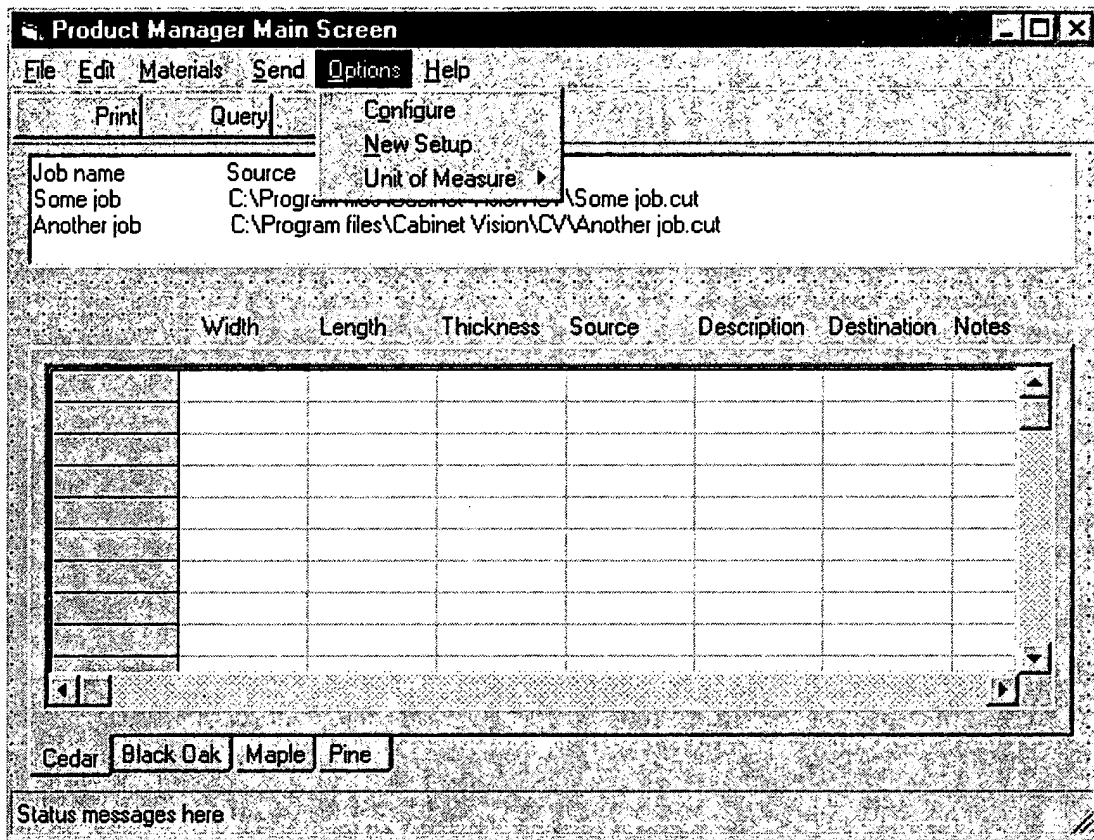 Product Manager Main Screen
File Edit Materials Send Options Help
Print Query
Configure
New Setup
Unit of Measure
Job name Source
Some job C:\Program \Some job.cut
Another job C:\Program files\Cabinet Vision\CV\Another job.cut
Width Length Thickness Source Description Destination Notes
Cedar Black Oak Maple Pine
Status messages here